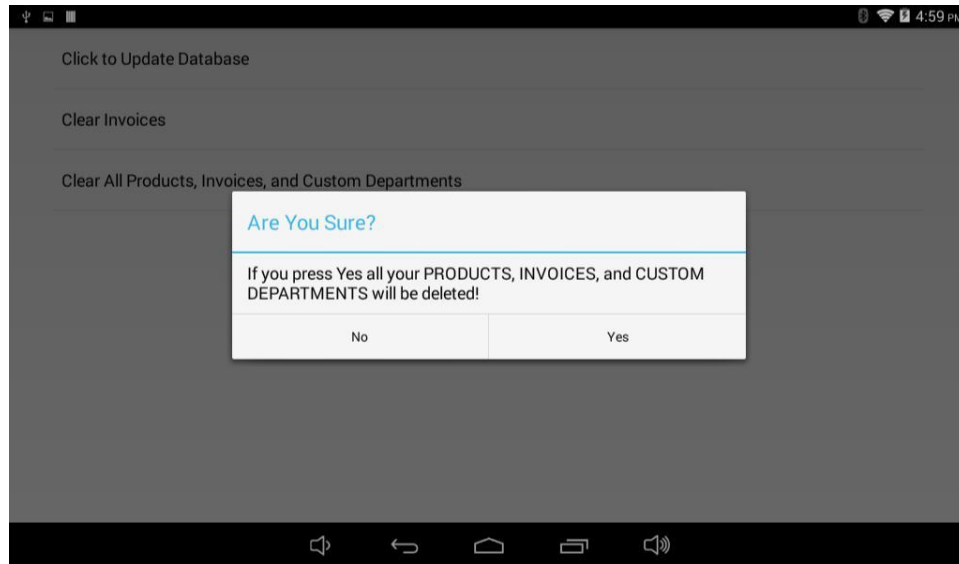 4:59 PM
Click to Update Database
Clear Invoices
Clear All Products, Invoices, and Custom Departments
Are You Sure?
If you press Yes all your PRODUCTS, INVOICES, and CUSTOM
DEPARTMENTS will be deleted!
No Yes